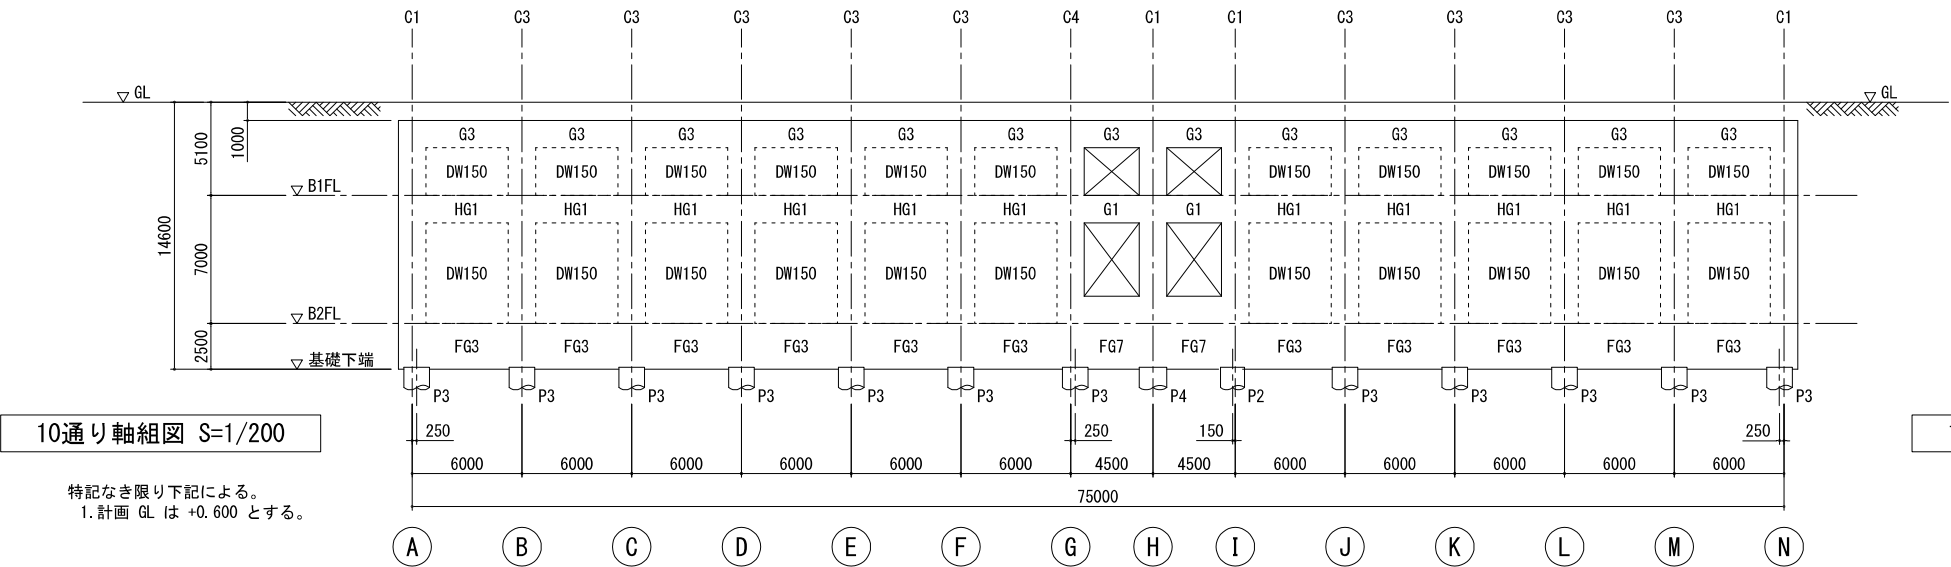 C1 C3 C3 C3 C3 C3 C4 C1 C1 C3 C3 C3 C3 C1
GL GL
G3 G3 G3 G3 G3 G3 G3 G3 G3 G3 G3 G3 G3
5100 1000
DW150 DW150 DW150 DW150 DW150 DW150 DW150 DW150 DW150 DW150 DW150
B1FL
HG1 HG1 HG1 HG1 HG1 HG1 G1 G1 HG1 HG1 HG1 HG1 HG1
14600 7000
DW150 DW150 DW150 DW150 DW150 DW150 DW150 DW150 DW150 DW150 DW150
B2FL
2500
FG3 FG3 FG3 FG3 FG3 FG3 FG7 FG7 FG3 FG3 FG3 FG3 FG3
基礎下端
P3 P3 P3 P3 P3 P3 P3 P4 P2 P3 P3 P3 P3 P3
10通り軸組図 S=1/200
250 250 150 250
6000 6000 6000 6000 6000 6000 4500 4500 6000 6000 6000 6000 6000
75000
特記なき限り下記による。
1.計画 GL は +0.600 とする。
A B C D E F G H I J K L M N